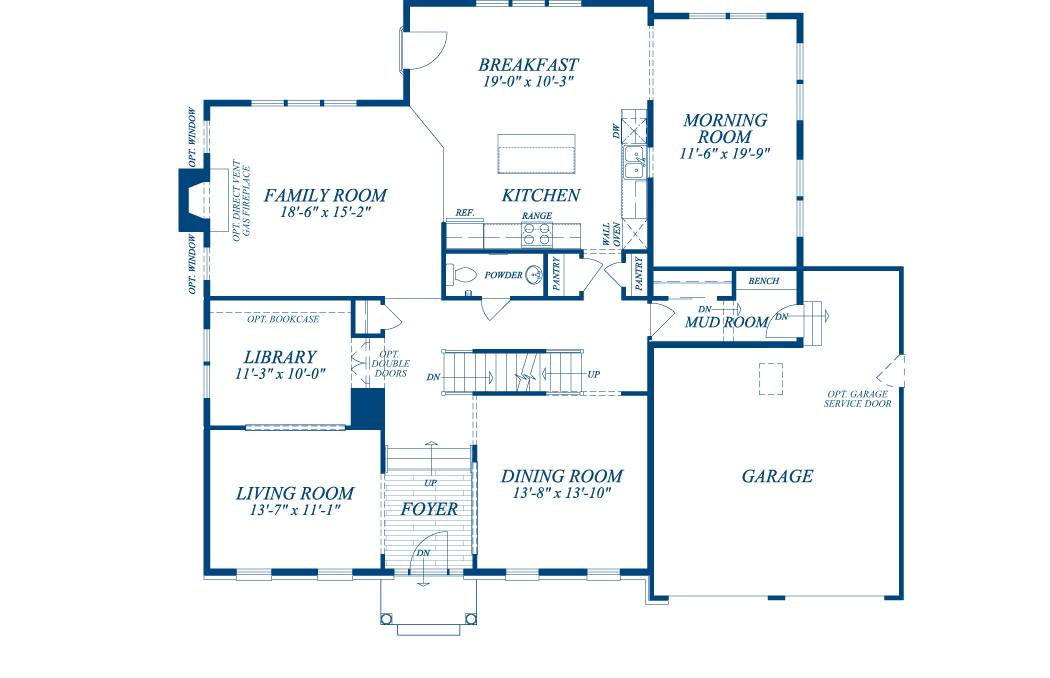 BREAKFAST
19'-0" x 10'-3"
OPT. WINDOW
DW
MORNING
ROOM
11'-6" x 19'-9"
OPT. DIRECT VENT
GAS FIREPLACE
FAMILY ROOM
18'-6" x 15'-2"
KITCHEN
REF.
RANGE
WALL
OVEN
OPT. WINDOW
POWDER
PANTRY
PANTRY
BENCH
DN
DN
MUD ROOM
OPT. BOOKCASE
LIBRARY
11'-3" x 10'-0"
OPT.
DOUBLE
DOORS
DN
UP
OPT. GARAGE
SERVICE DOOR
DINING ROOM
13'-8" x 13'-10"
GARAGE
UP
LIVING ROOM
13'-7" x 11'-1"
FOYER
DN